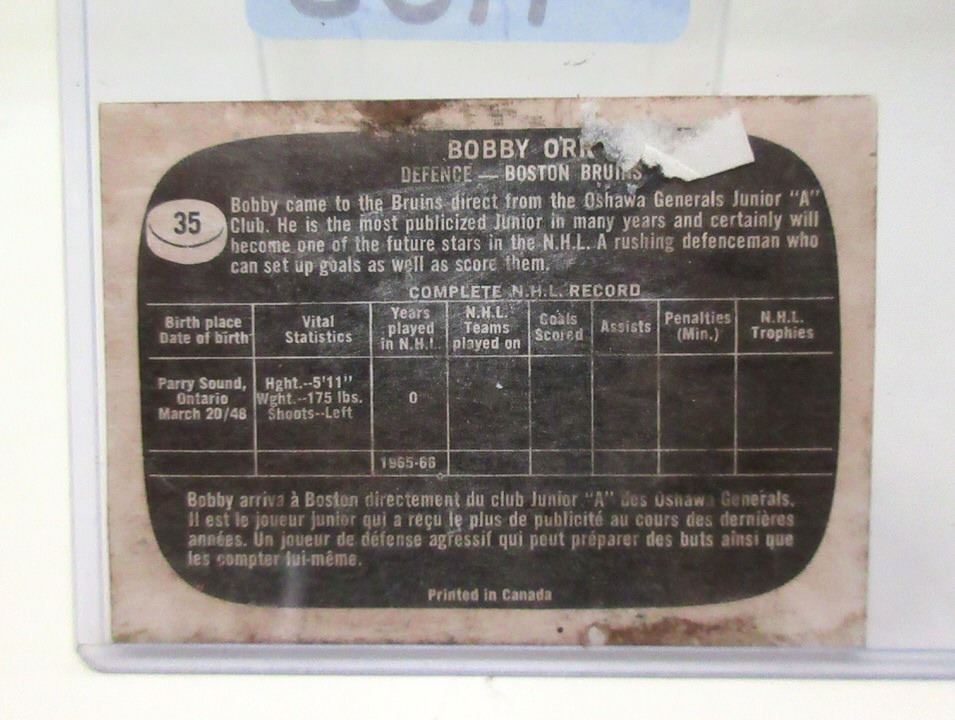 BOBBY ORR
DEFENCE — BOSTON BRUINS
35
Bobby came to the Bruins direct from the Oshawa Generals Junior "A"
Club. He is the most publicized Junior in many years and certainly will
become one of the future stars in the N.H.L. A rushing defenceman who
can set up goals as well as score them.
COMPLETE N.H.L. RECORD
Birth place
Date of birth
Vital
Statistics
Years
played
in N.H.L.
N.H.L.
Teams
played on
Goals
Scored
Assists
Penalties
(Min.)
N.H.L.
Trophies
Parry Sound,
Ontario
March 20/48
Hght.--5'11"
Wght.--175 lbs.
Shoots--Left
0
1965-66
Bobby arriva à Boston directement du club Junior "A" des Oshawa Generals.
Il est le joueur junior qui a reçu le plus de publicité au cours des dernières
années. Un joueur de défense agressif qui peut préparer des buts ainsi que
les compter lui-même.
Printed in Canada